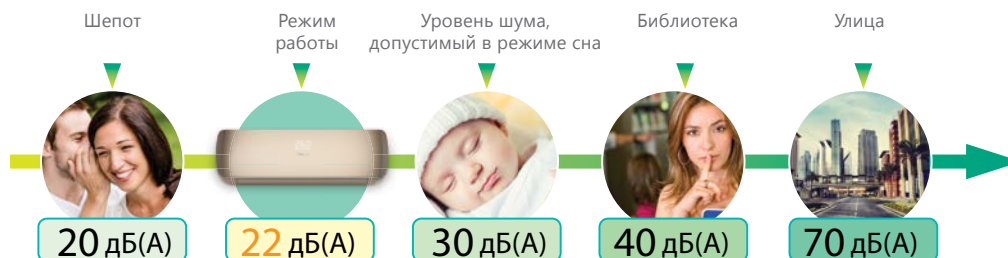 Шепот
Режим
работы
Уровень шума,
допустимый в режиме сна
Библиотека
Улица
20 дБ(А)
22 дБ(А)
30 дБ(А)
40 дБ(А)
70 дБ(А)